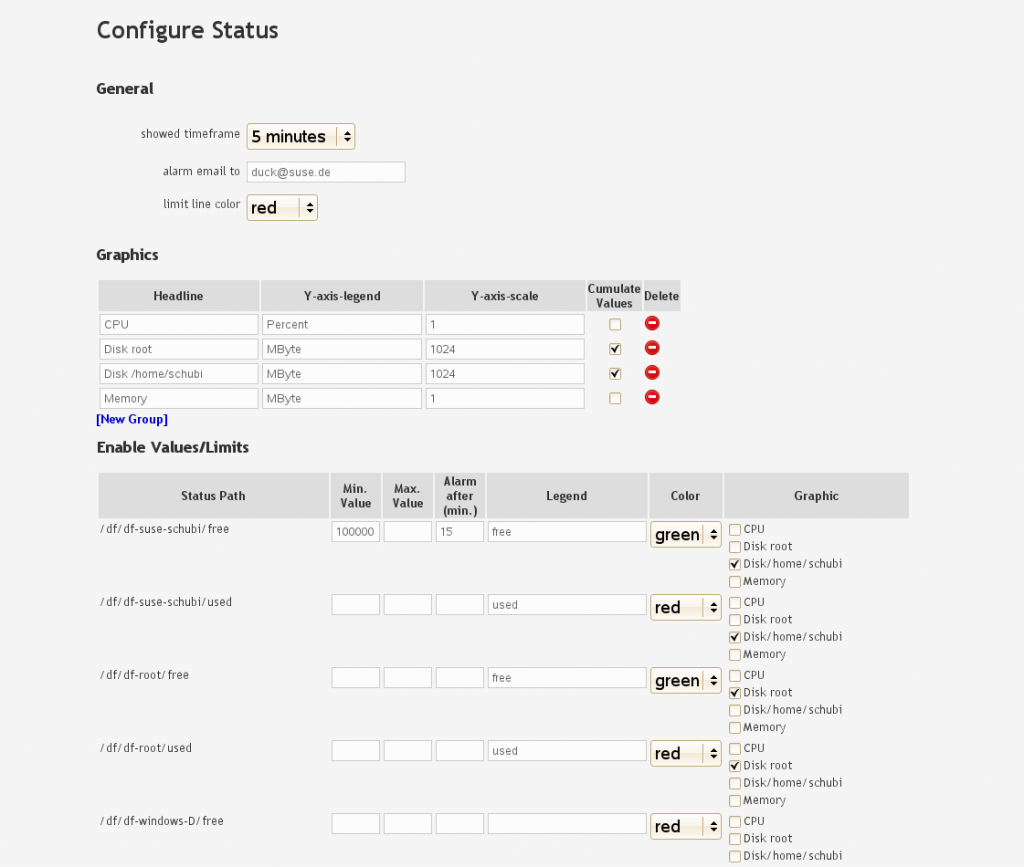 Configure Status
General
showed timeframe 5 minutes
alarm email to duck@suse.de
limit line color red
Graphics
Headline Y-axis-legend Y-axis-scale Cumulate Values Delete
CPU Percent 1
Disk root MByte 1024
Disk /home/schubi MByte 1024
Memory MByte 1
[New Group]
Enable Values/Limits
Status Path Min. Value Max. Value Alarm after (min.) Legend Color Graphic
/df/df-suse-schubi/free 100000 15 free green CPU
Disk root
Disk/home/schubi
Memory
/df/df-suse-schubi/used used red CPU
Disk root
Disk/home/schubi
Memory
/df/df-root/free free green CPU
Disk root
Disk/home/schubi
Memory
/df/df-root/used used red CPU
Disk root
Disk/home/schubi
Memory
/df/df-windows-D/free red CPU
Disk root
Disk/home/schubi